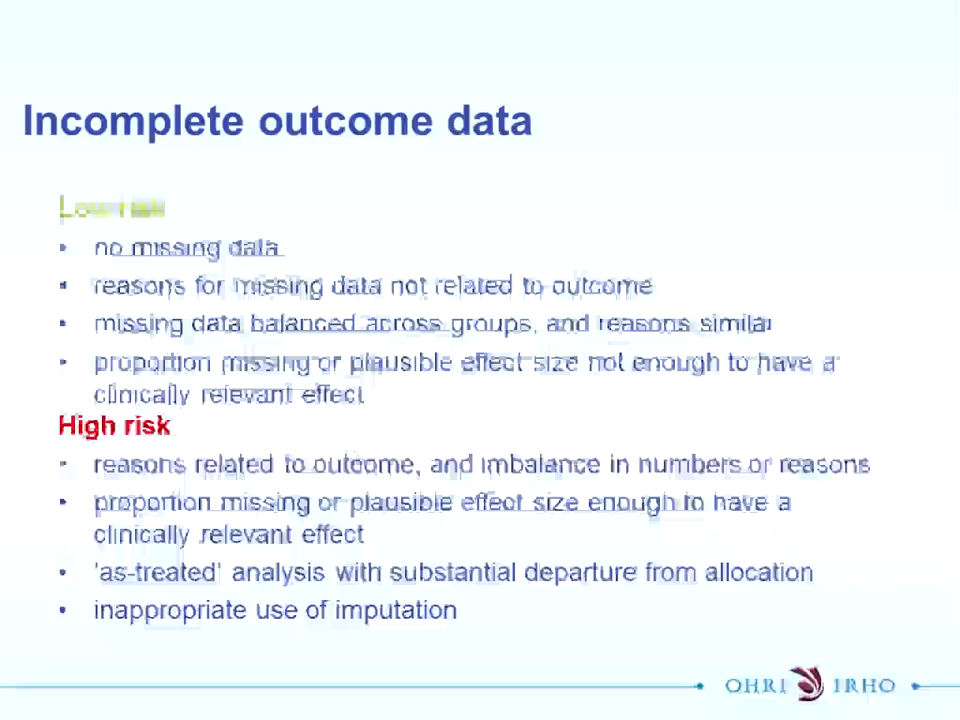 Incomplete outcome data
Low risk
• no missing data
• reasons for missing data not related to outcome
• missing data balanced across groups, and reasons similar
• proportion missing or plausible effect size not enough to have a
clinically relevant effect
High risk
• reasons related to outcome, and imbalance in numbers or reasons
• proportion missing or plausible effect size enough to have a
clinically relevant effect
• 'as-treated' analysis with substantial departure from allocation
• inappropriate use of imputation
OHRI IRHO